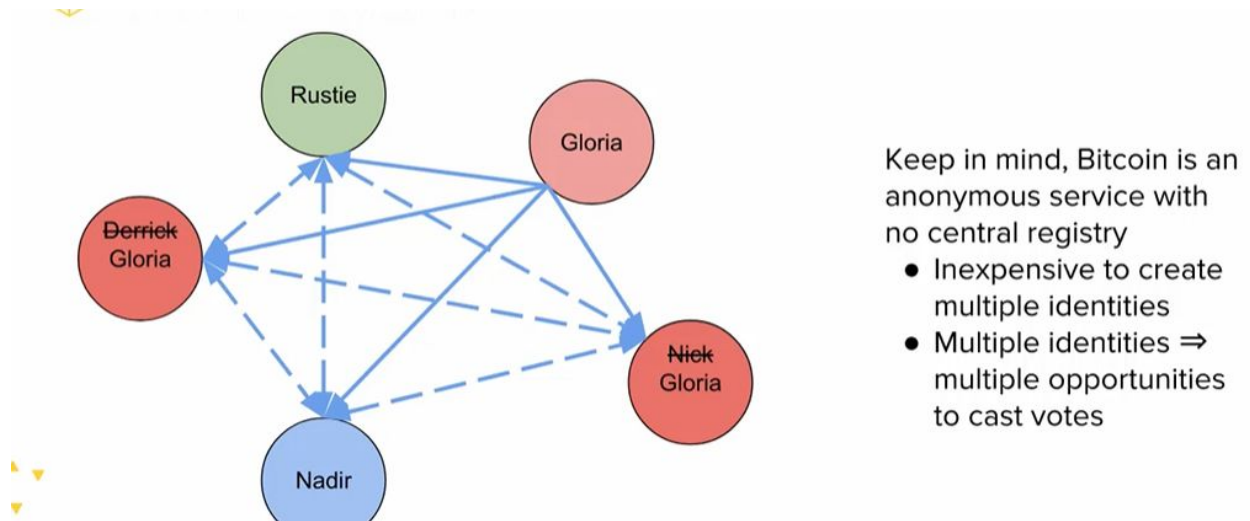 Rustie
Gloria
Derrick
Gloria
Nick
Gloria
Nadir
Keep in mind, Bitcoin is an
anonymous service with
no central registry
● Inexpensive to create
multiple identities
● Multiple identities ⇒
multiple opportunities
to cast votes